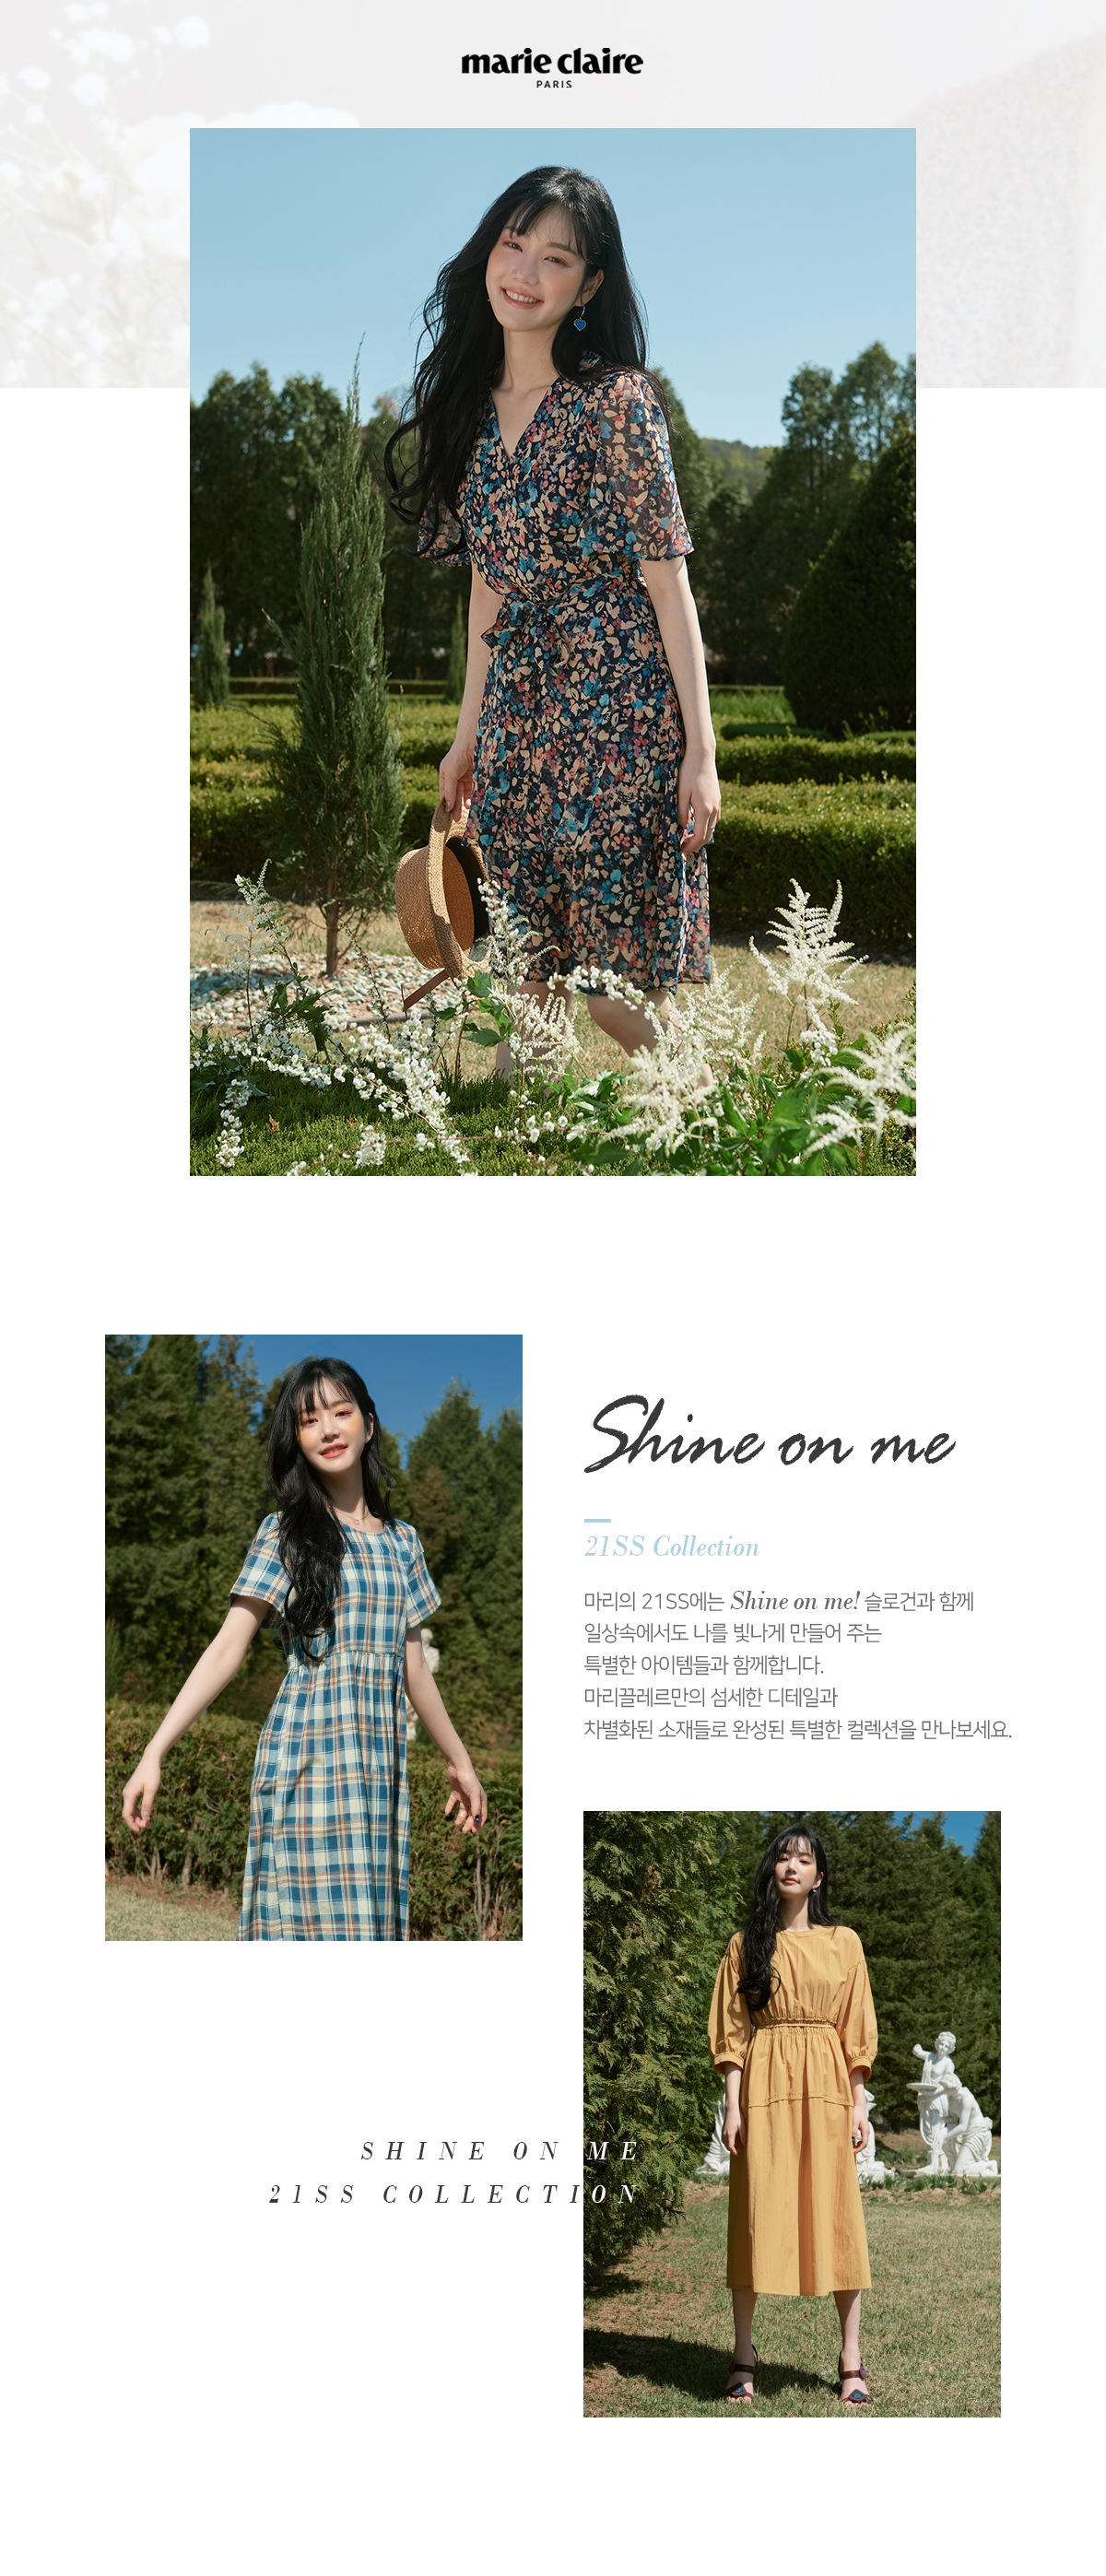 marie claire
PARIS
Shine on me
21SS Collection
마리의 21SS에는 Shine on me! 슬로건과 함께
일상속에서도 나를 빛나게 만들어 주는
특별한 아이템들과 함께합니다.
마리끌레르만의 섬세한 디테일과
차별화된 소재들로 완성된 특별한 컬렉션을 만나보세요.
SHINE ON ME
21SS COLLECTION